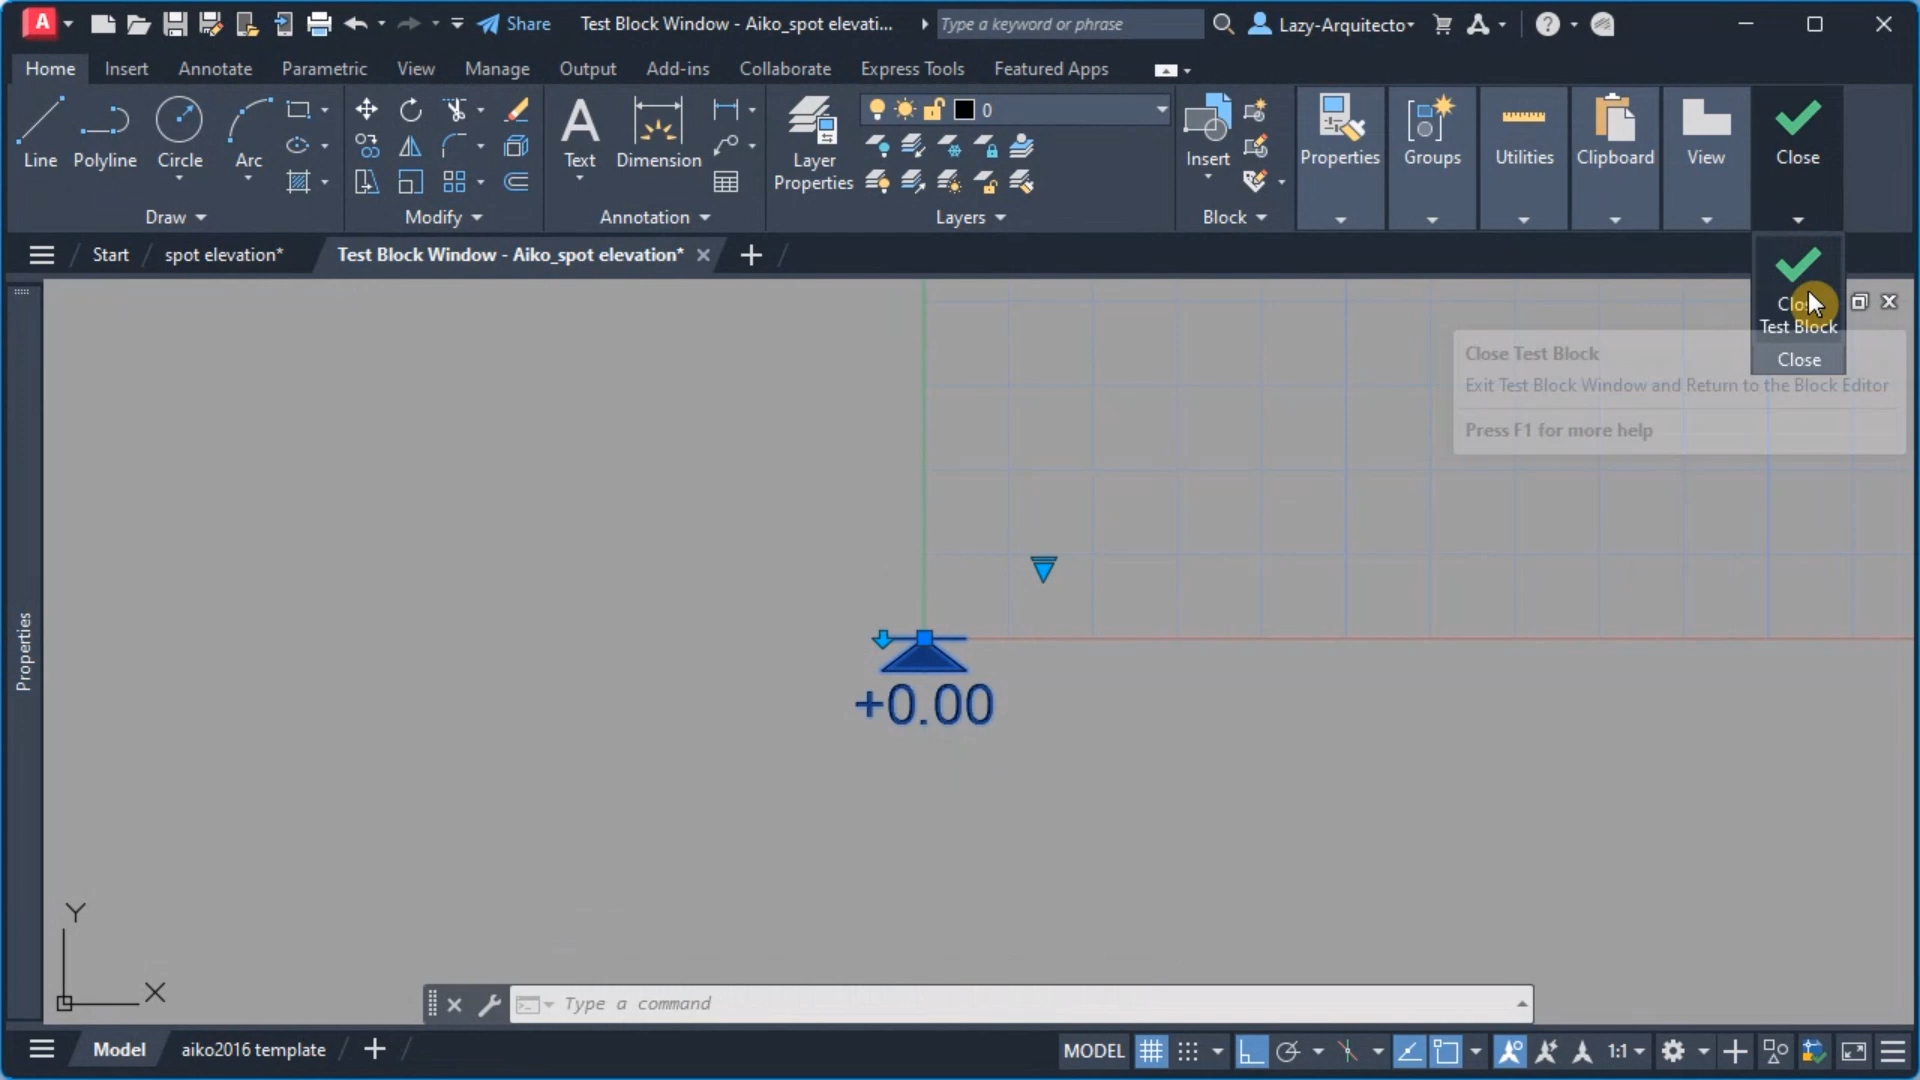 A
Share
Test Block Window - Aiko_spot elevati...
Type a keyword or phrase
Lazy-Arquitecto
Home
Insert
Annotate
Parametric
View
Manage
Output
Add-ins
Collaborate
Express Tools
Featured Apps
Line
Polyline
Circle
Arc
Text
Dimension
Layer
Properties
0
Insert
Properties
Groups
Utilities
Clipboard
View
Close
Draw
Modify
Annotation
Layers
Block
Start
spot elevation*
Test Block Window - Aiko_spot elevation*
Test Block
Close
Close Test Block
Exit Test Block Window and Return to the Block Editor
Press F1 for more help
+0.00
Properties
Y
X
Type a command
Model
aiko2016 template
MODEL
1:1